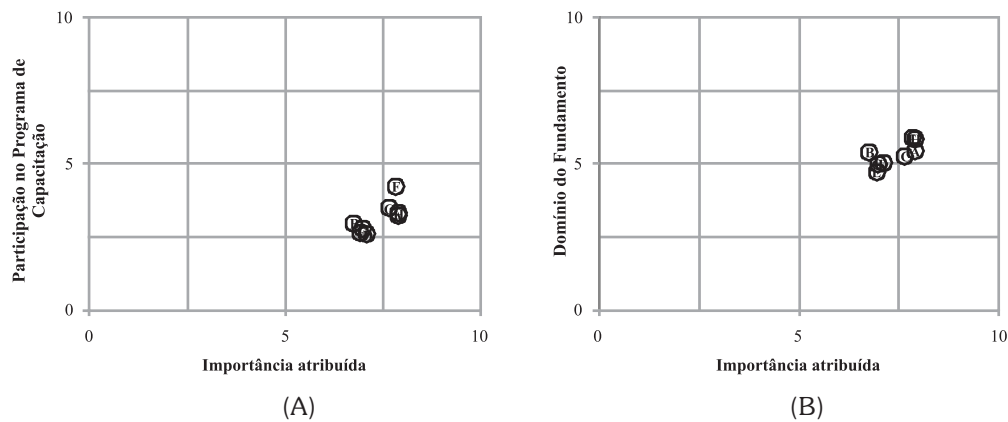 10
5
0
Participação no Programa de
Capacitação
F
B
0
5
10
Importância atribuída
(A)
10
5
0
Domínio do Fundamento
B
C
A
E
0
5
10
Importância atribuída
(B)